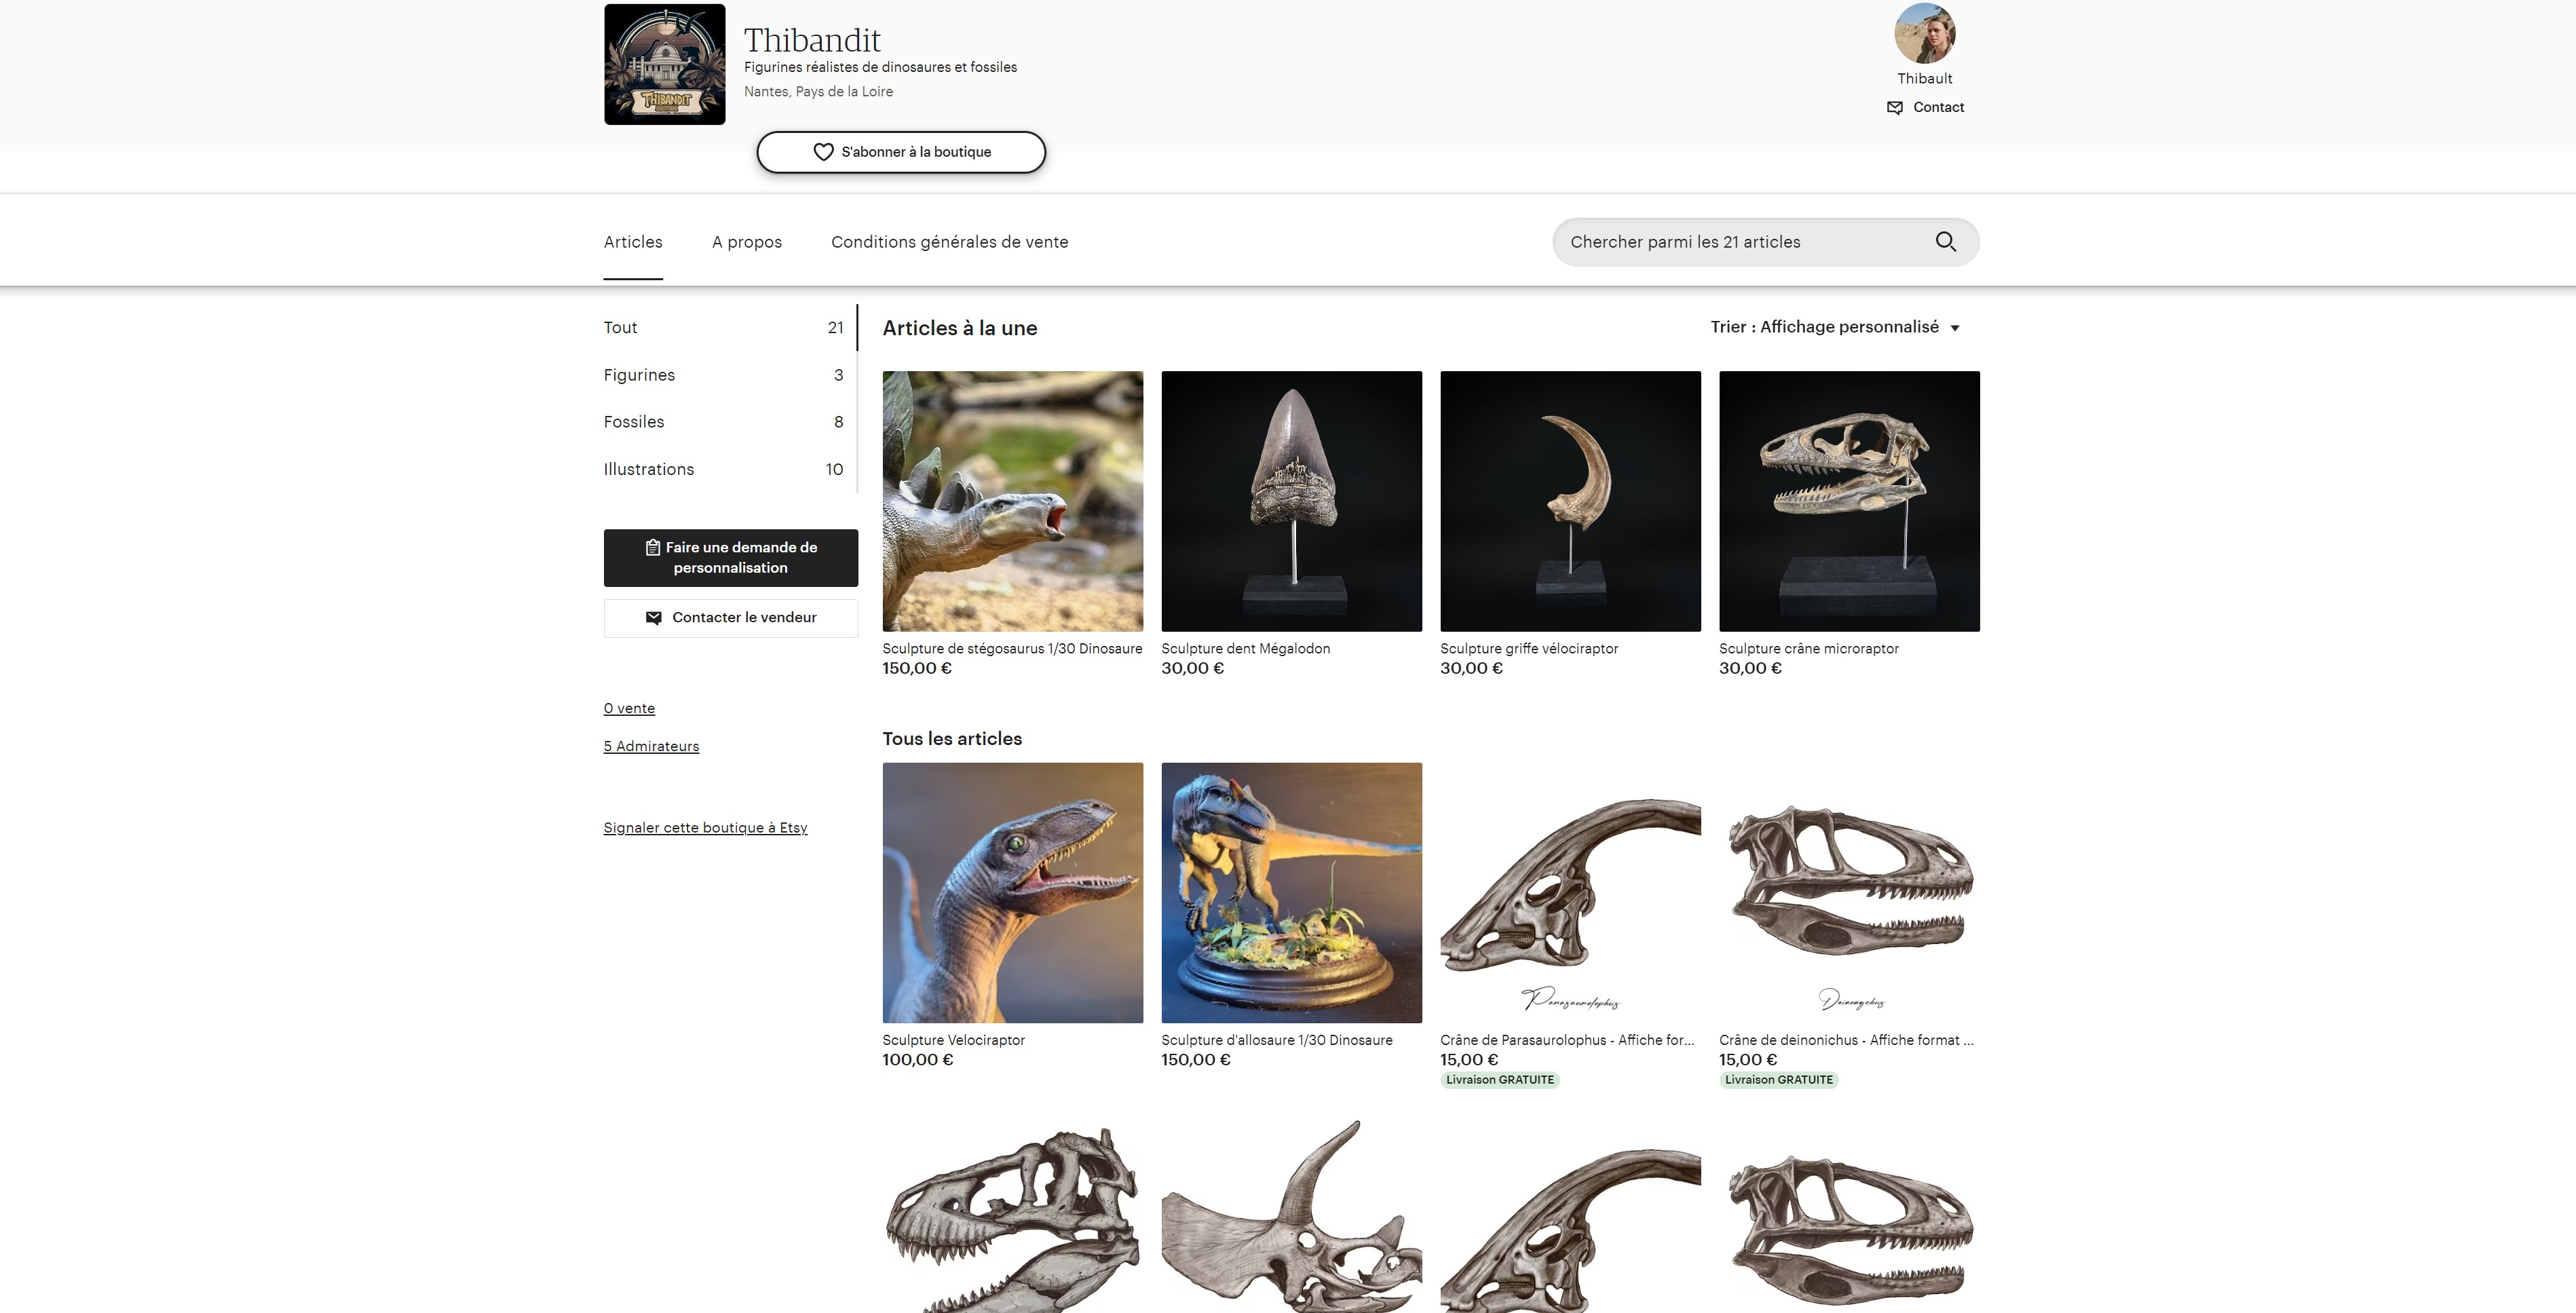 THIBANDIT
Thibandit
Figurines réalistes de dinosaures et fossiles
Nantes, Pays de la Loire
S'abonner à la boutique
Thibault
Contact
Articles
A propos
Conditions générales de vente
Chercher parmi les 21 articles
Tout 21
Figurines 3
Fossiles 8
Illustrations 10
Faire une demande de
personnalisation
Contacter le vendeur
0 vente
5 Admirateurs
Signaler cette boutique à Etsy
Articles à la une
Trier : Affichage personnalisé
Sculpture de stégosaurus 1/30 Dinosaure
150,00 €
Sculpture dent Mégalodon
30,00 €
Sculpture griffe vélociraptor
30,00 €
Sculpture crâne microraptor
30,00 €
Tous les articles
Sculpture Velociraptor
100,00 €
Sculpture d'allosaure 1/30 Dinosaure
150,00 €
Parasaurolophus
Crâne de Parasaurolophus - Affiche for...
15,00 €
Livraison GRATUITE
Deinonychus
Crâne de deinonichus - Affiche format ...
15,00 €
Livraison GRATUITE